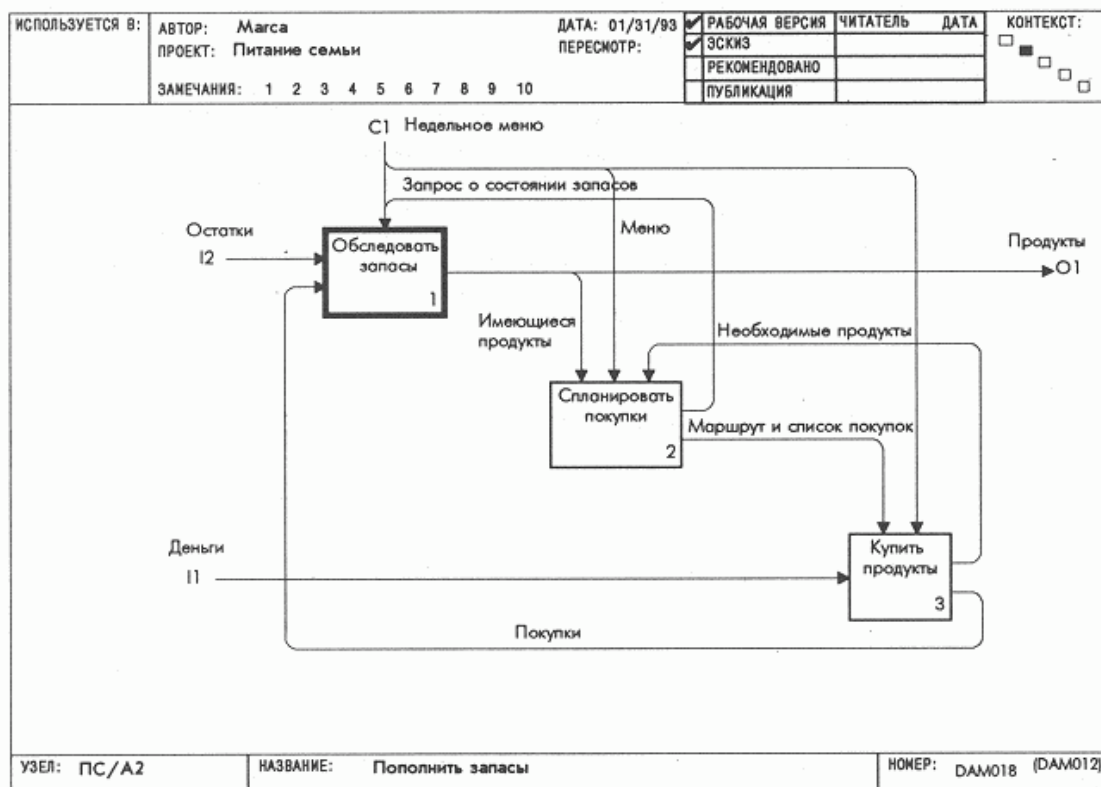 ИСПОЛЬЗУЕТСЯ В:
АВТОР: Marca
ДАТА: 01/31/93
РАБОЧАЯ ВЕРСИЯ
ЧИТАТЕЛЬ
ДАТА
КОНТЕКСТ:
ПРОЕКТ: Питание семьи
ПЕРЕСМОТР:
ЭСКИЗ
РЕКОМЕНДОВАНО
ЗАМЕЧАНИЯ: 1 2 3 4 5 6 7 8 9 10
ПУБЛИКАЦИЯ
C1 Недельное меню
Запрос о состоянии запасов
Остатки
I2
Обследовать
запасы
1
Меню
Продукты
O1
Имеющиеся
продукты
Необходимые продукты
Спланировать
покупки
2
Маршрут и список покупок
Деньги
I1
Купить
продукты
3
Покупки
УЗЕЛ: ПС/А2
НАЗВАНИЕ: Пополнить запасы
НОМЕР: DAM018 (DAM012)